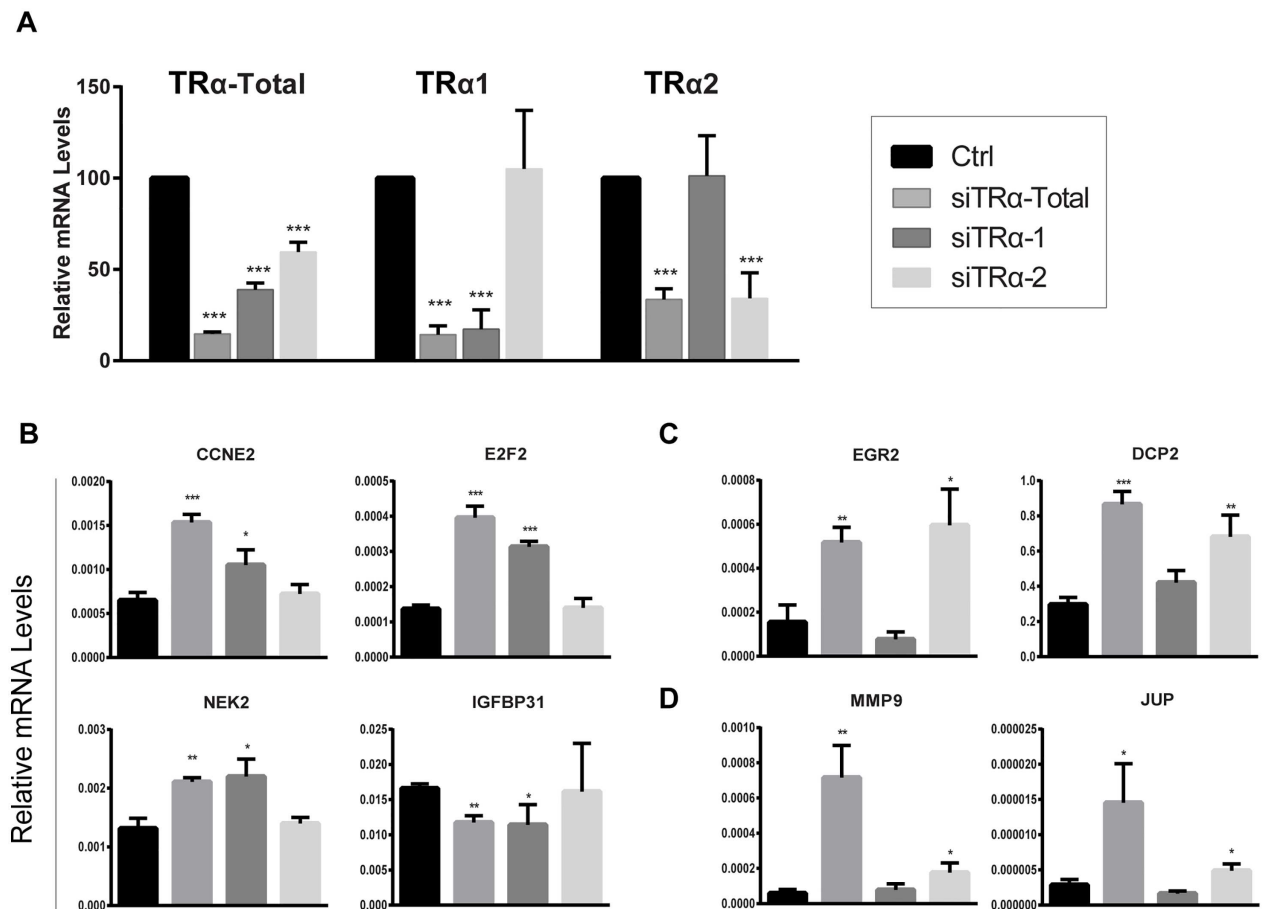 A
TRα-Total TRα1 TRα2
Relative mRNA Levels
150
100
50
0
*** *** ***
*** ***
*** ***
Ctrl
siTRα-Total
siTRα-1
siTRα-2
B
Relative mRNA Levels
CCNE2
0.0020
0.0015
0.0010
0.0005
0.0000
*** *
E2F2
0.0005
0.0004
0.0003
0.0002
0.0001
0.0000
*** ***
NEK2
0.003
0.002
0.001
0.000
** *
IGFBP31
0.025
0.020
0.015
0.010
0.005
0.000
** *
C
EGR2
0.0008
0.0006
0.0004
0.0002
0.0000
** *
DCP2
1.0
0.8
0.6
0.4
0.2
0.0
*** **
D
MMP9
0.0010
0.0008
0.0006
0.0004
0.0002
0.0000
** *
JUP
0.000025
0.000020
0.000015
0.000010
0.000005
0.000000
* *